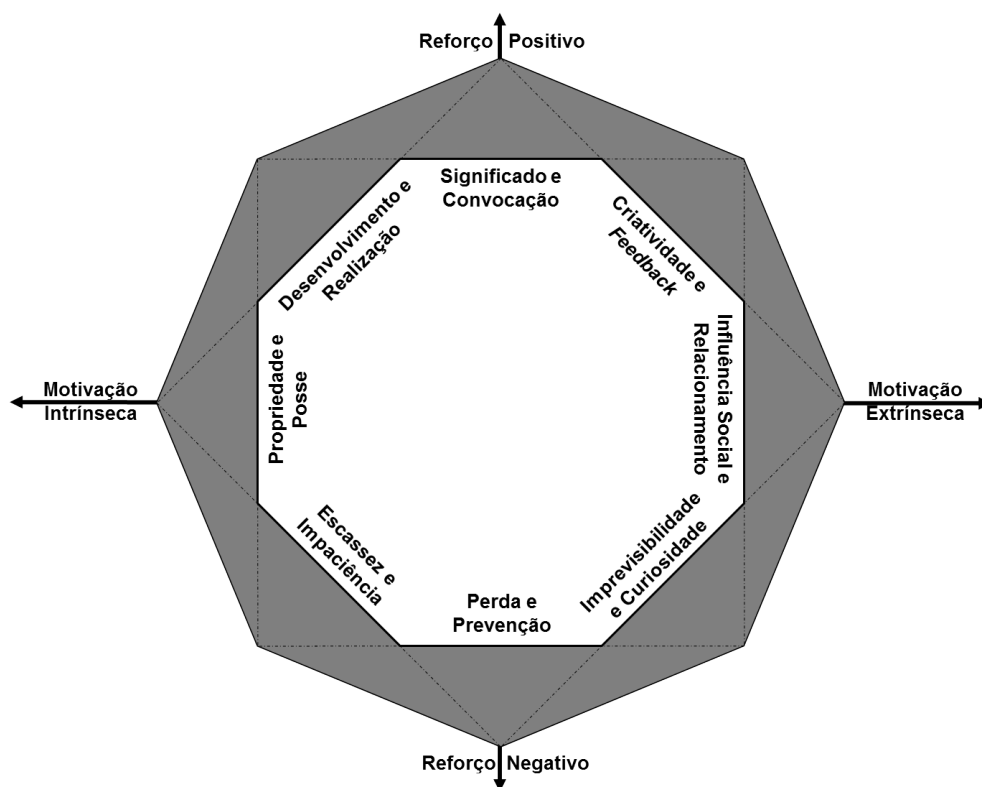 Reforço Positivo
Significado e
Convocação
Desenvolvimento e
Realização
Criatividade e
Feedback
Propriedade e
Posse
Influência Social e
Relacionamento
Motivação
Intrínseca
Motivação
Extrínseca
Escassez e
Impaciência
Imprevisibilidade
e Curiosidade
Perda e
Prevenção
Reforço Negativo